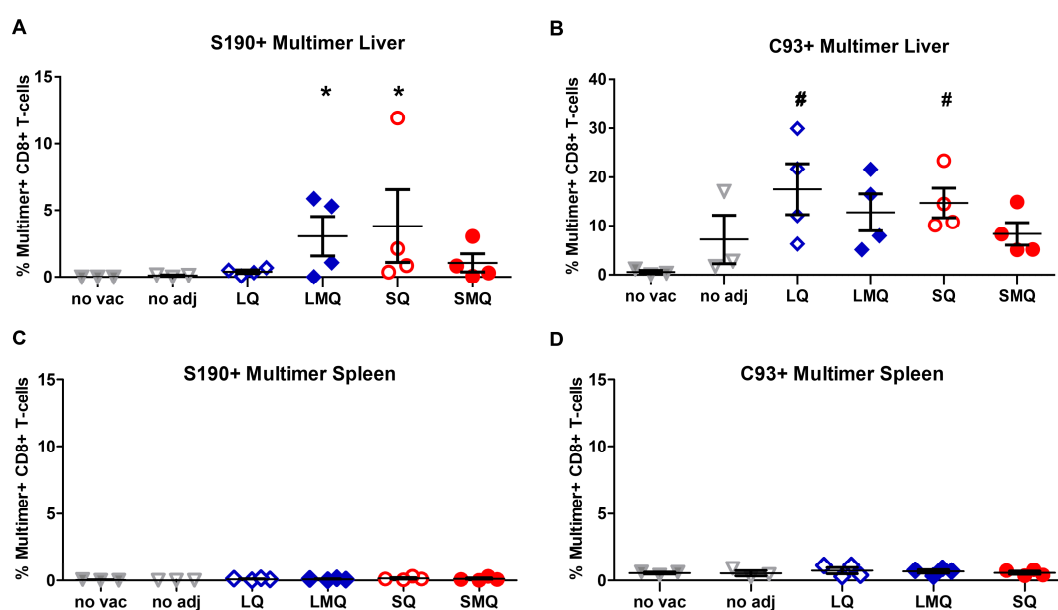 A
S190+ Multimer Liver
% Multimer+ CD8+ T-cells
15
10
5
0
* *
no vac no adj LQ LMQ SQ SMQ
B
C93+ Multimer Liver
% Multimer+ CD8+ T-cells
40
30
20
10
0
# #
no vac no adj LQ LMQ SQ SMQ
C
S190+ Multimer Spleen
% Multimer+ CD8+ T-cells
15
10
5
0
no vac no adj LQ LMQ SQ SMQ
D
C93+ Multimer Spleen
% Multimer+ CD8+ T-cells
15
10
5
0
no vac no adj LQ LMQ SQ SMQ